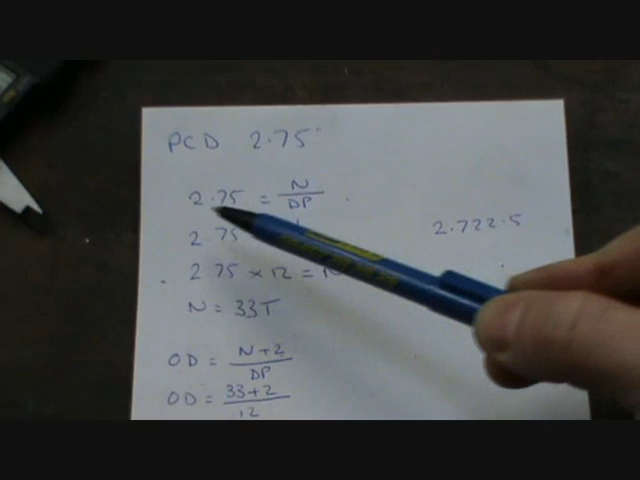 PCD 2.75"
2.75 = N/DP
2.75
2.722.5
2 75 × 12 = N
N = 33T
OD = N+2/DP
OD = 33+2/12